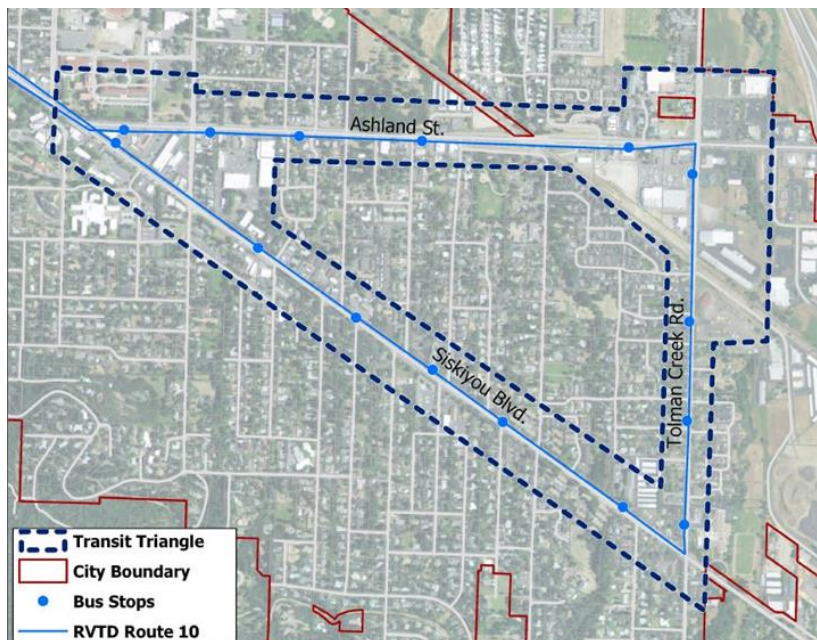 Ashland St.
Siskiyou Blvd.
Tolman Creek Rd.
Transit Triangle
City Boundary
Bus Stops
RVTD Route 10